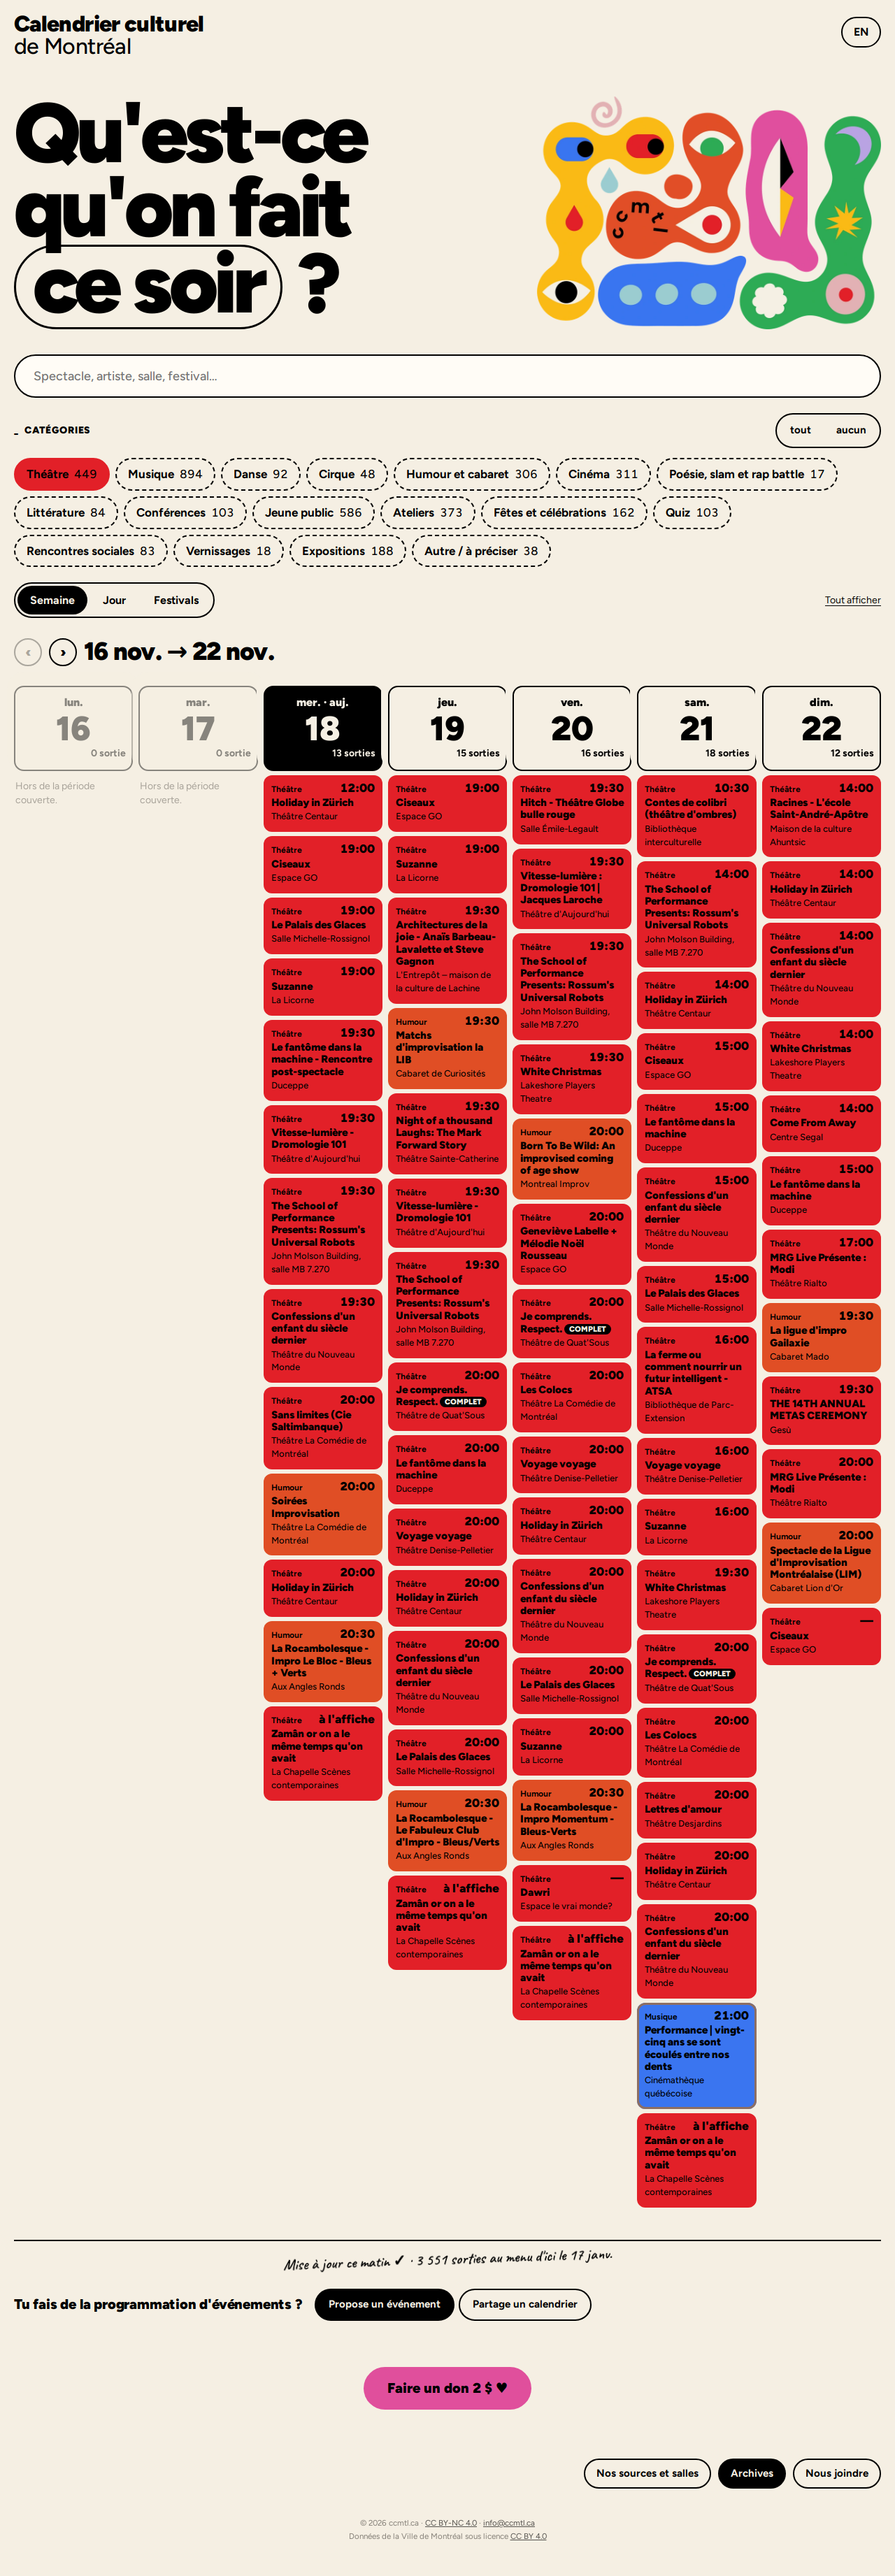 Calendrier culturel
de Montréal
EN
Qu'est-ce
qu'on fait
ce soir ?
ccmtl
Spectacle, artiste, salle, festival…
- CATÉGORIES
tout aucun
Théâtre 449 Musique 894 Danse 92 Cirque 48 Humour et cabaret 306 Cinéma 311 Poésie, slam et rap battle 17
Littérature 84 Conférences 103 Jeune public 586 Ateliers 373 Fêtes et célébrations 162 Quiz 103
Rencontres sociales 83 Vernissages 18 Expositions 188 Autre / à préciser 38
Semaine Jour Festivals
Tout afficher
‹ › 16 nov. → 22 nov.
lun.
16
0 sortie
Hors de la période
couverte.
mar.
17
0 sortie
Hors de la période
couverte.
mer. · auj.
18
13 sorties
Théâtre 12:00
Holiday in Zürich
Théâtre Centaur
Théâtre 19:00
Ciseaux
Espace GO
Théâtre 19:00
Le Palais des Glaces
Salle Michelle-Rossignol
Théâtre 19:00
Suzanne
La Licorne
Théâtre 19:30
Le fantôme dans la
machine - Rencontre
post-spectacle
Duceppe
Théâtre 19:30
Vitesse-lumière -
Dromologie 101
Théâtre d'Aujourd'hui
Théâtre 19:30
The School of
Performance
Presents: Rossum's
Universal Robots
John Molson Building,
salle MB 7.270
Théâtre 19:30
Confessions d'un
enfant du siècle
dernier
Théâtre du Nouveau
Monde
Théâtre 20:00
Sans limites (Cie
Saltimbanque)
Théâtre La Comédie de
Montréal
Humour 20:00
Soirées
Improvisation
Théâtre La Comédie de
Montréal
Théâtre 20:00
Holiday in Zürich
Théâtre Centaur
Humour 20:30
La Rocambolesque -
Impro Le Bloc - Bleus
+ Verts
Aux Angles Ronds
Théâtre à l'affiche
Zamân or on a le
même temps qu'on
avait
La Chapelle Scènes
contemporaines
jeu.
19
15 sorties
Théâtre 19:00
Ciseaux
Espace GO
Théâtre 19:00
Suzanne
La Licorne
Théâtre 19:30
Architectures de la
joie - Anaïs Barbeau-
Lavalette et Steve
Gagnon
L'Entrepôt – maison de
la culture de Lachine
Humour 19:30
Matchs
d'improvisation la
LIB
Cabaret de Curiosités
Théâtre 19:30
Night of a thousand
Laughs: The Mark
Forward Story
Théâtre Sainte-Catherine
Théâtre 19:30
Vitesse-lumière -
Dromologie 101
Théâtre d'Aujourd'hui
Théâtre 19:30
The School of
Performance
Presents: Rossum's
Universal Robots
John Molson Building,
salle MB 7.270
Théâtre 20:00
Je comprends.
Respect. COMPLET
Théâtre de Quat'Sous
Théâtre 20:00
Le fantôme dans la
machine
Duceppe
Théâtre 20:00
Voyage voyage
Théâtre Denise-Pelletier
Théâtre 20:00
Holiday in Zürich
Théâtre Centaur
Théâtre 20:00
Confessions d'un
enfant du siècle
dernier
Théâtre du Nouveau
Monde
Théâtre 20:00
Le Palais des Glaces
Salle Michelle-Rossignol
Humour 20:30
La Rocambolesque -
Le Fabuleux Club
d'Impro - Bleus/Verts
Aux Angles Ronds
Théâtre à l'affiche
Zamân or on a le
même temps qu'on
avait
La Chapelle Scènes
contemporaines
ven.
20
16 sorties
Théâtre 19:30
Hitch - Théâtre Globe
bulle rouge
Salle Émile-Legault
Théâtre 19:30
Vitesse-lumière :
Dromologie 101 |
Jacques Laroche
Théâtre d'Aujourd'hui
Théâtre 19:30
The School of
Performance
Presents: Rossum's
Universal Robots
John Molson Building,
salle MB 7.270
Théâtre 19:30
White Christmas
Lakeshore Players
Theatre
Humour 20:00
Born To Be Wild: An
improvised coming
of age show
Montreal Improv
Théâtre 20:00
Geneviève Labelle +
Mélodie Noël
Rousseau
Espace GO
Théâtre 20:00
Je comprends.
Respect. COMPLET
Théâtre de Quat'Sous
Théâtre 20:00
Les Colocs
Théâtre La Comédie de
Montréal
Théâtre 20:00
Voyage voyage
Théâtre Denise-Pelletier
Théâtre 20:00
Holiday in Zürich
Théâtre Centaur
Théâtre 20:00
Confessions d'un
enfant du siècle
dernier
Théâtre du Nouveau
Monde
Théâtre 20:00
Le Palais des Glaces
Salle Michelle-Rossignol
Théâtre 20:00
Suzanne
La Licorne
Humour 20:30
La Rocambolesque -
Impro Momentum -
Bleus-Verts
Aux Angles Ronds
Théâtre —
Dawri
Espace le vrai monde?
Théâtre à l'affiche
Zamân or on a le
même temps qu'on
avait
La Chapelle Scènes
contemporaines
sam.
21
18 sorties
Théâtre 10:30
Contes de colibri
(théâtre d'ombres)
Bibliothèque
interculturelle
Théâtre 14:00
The School of
Performance
Presents: Rossum's
Universal Robots
John Molson Building,
salle MB 7.270
Théâtre 14:00
Holiday in Zürich
Théâtre Centaur
Théâtre 15:00
Ciseaux
Espace GO
Théâtre 15:00
Le fantôme dans la
machine
Duceppe
Théâtre 15:00
Confessions d'un
enfant du siècle
dernier
Théâtre du Nouveau
Monde
Théâtre 15:00
Le Palais des Glaces
Salle Michelle-Rossignol
Théâtre 16:00
La ferme ou
comment nourrir un
futur intelligent -
ATSA
Bibliothèque de Parc-
Extension
Théâtre 16:00
Voyage voyage
Théâtre Denise-Pelletier
Théâtre 16:00
Suzanne
La Licorne
Théâtre 19:30
White Christmas
Lakeshore Players
Theatre
Théâtre 20:00
Je comprends.
Respect. COMPLET
Théâtre de Quat'Sous
Théâtre 20:00
Les Colocs
Théâtre La Comédie de
Montréal
Théâtre 20:00
Lettres d'amour
Théâtre Desjardins
Théâtre 20:00
Holiday in Zürich
Théâtre Centaur
Théâtre 20:00
Confessions d'un
enfant du siècle
dernier
Théâtre du Nouveau
Monde
Musique 21:00
Performance | vingt-
cinq ans se sont
écoulés entre nos
dents
Cinémathèque
québécoise
Théâtre à l'affiche
Zamân or on a le
même temps qu'on
avait
La Chapelle Scènes
contemporaines
dim.
22
12 sorties
Théâtre 14:00
Racines - L'école
Saint-André-Apôtre
Maison de la culture
Ahuntsic
Théâtre 14:00
Holiday in Zürich
Théâtre Centaur
Théâtre 14:00
Confessions d'un
enfant du siècle
dernier
Théâtre du Nouveau
Monde
Théâtre 14:00
White Christmas
Lakeshore Players
Theatre
Théâtre 14:00
Come From Away
Centre Segal
Théâtre 15:00
Le fantôme dans la
machine
Duceppe
Théâtre 17:00
MRG Live Présente :
Modi
Théâtre Rialto
Humour 19:30
La ligue d'impro
Gailaxie
Cabaret Mado
Théâtre 19:30
THE 14TH ANNUAL
METAS CEREMONY
Gesù
Théâtre 20:00
MRG Live Présente :
Modi
Théâtre Rialto
Humour 20:00
Spectacle de la Ligue
d'Improvisation
Montréalaise (LIM)
Cabaret Lion d'Or
Théâtre —
Ciseaux
Espace GO
Mise à jour ce matin ✓ · 3 551 sorties au menu d'ici le 17 janv.
Tu fais de la programmation d'événements ? Propose un événement Partage un calendrier
Faire un don 2 $ ♥
Nos sources et salles Archives Nous joindre
© 2026 ccmtl.ca · CC BY-NC 4.0 · info@ccmtl.ca
Données de la Ville de Montréal sous licence CC BY 4.0